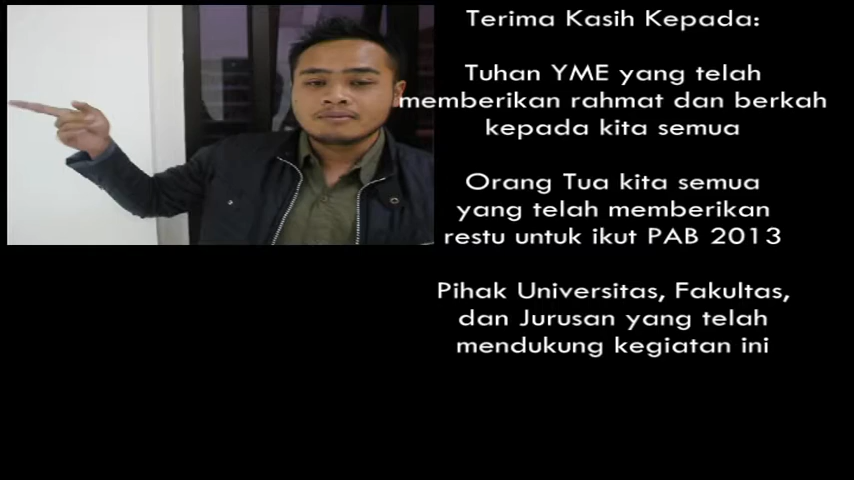 Terima Kasih Kepada:
Tuhan YME yang telah
memberikan rahmat dan berkah
kepada kita semua
Orang Tua kita semua
yang telah memberikan
restu untuk ikut PAB 2013
Pihak Universitas, Fakultas,
dan Jurusan yang telah
mendukung kegiatan ini